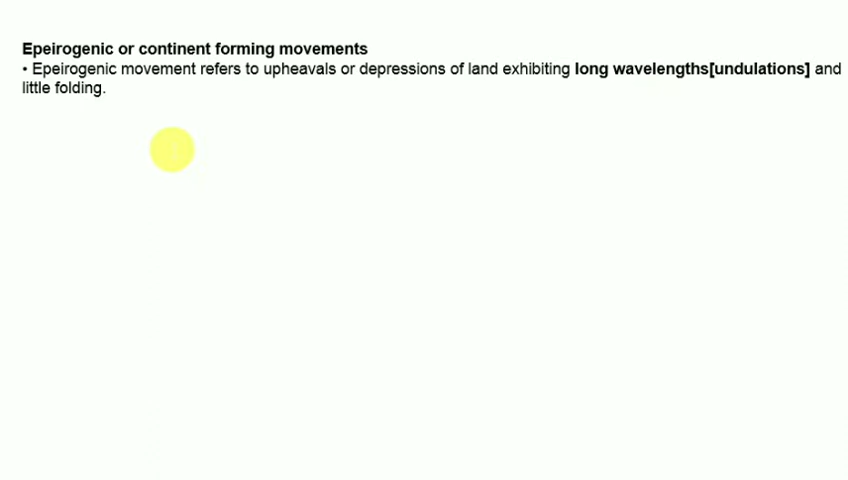 Epeirogenic or continent forming movements
• Epeirogenic movement refers to upheavals or depressions of land exhibiting long wavelengths[undulations] and
little folding.